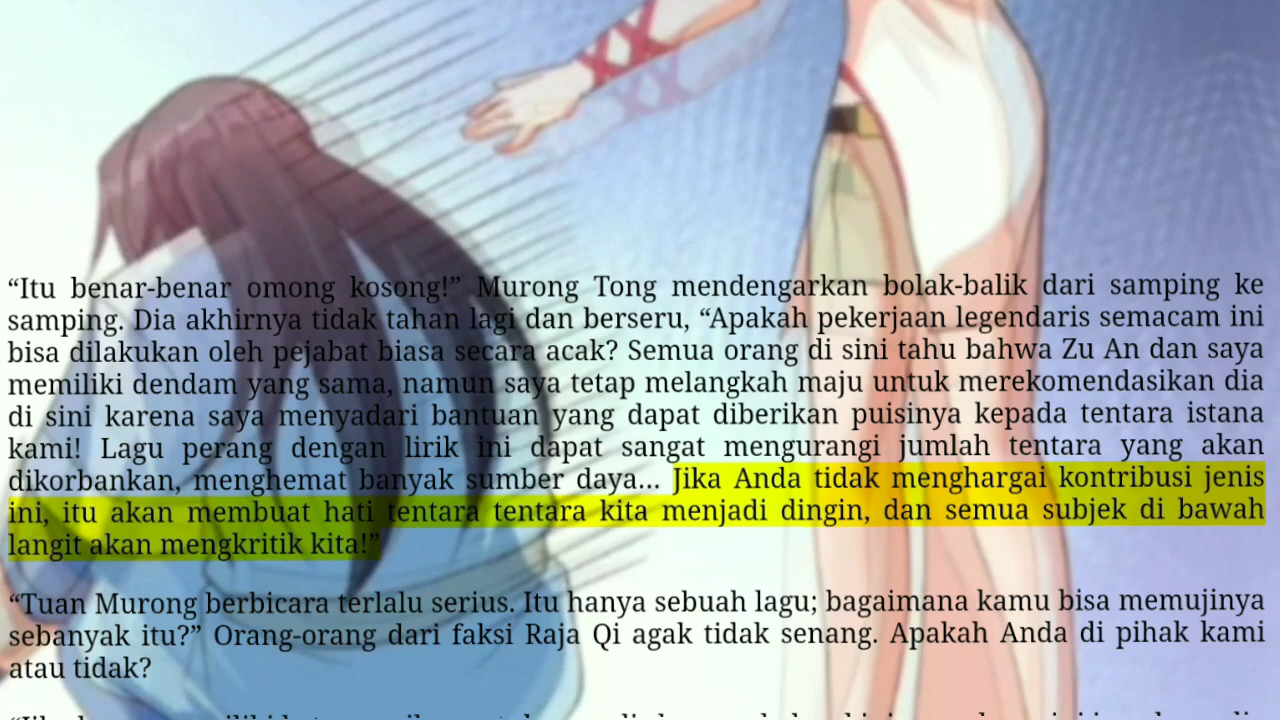 “Itu benar-benar omong kosong!” Murong Tong mendengarkan bolak-balik dari samping ke
samping. Dia akhirnya tidak tahan lagi dan berseru, “Apakah pekerjaan legendaris semacam ini
bisa dilakukan oleh pejabat biasa secara acak? Semua orang di sini tahu bahwa Zu An dan saya
memiliki dendam yang sama, namun saya tetap melangkah maju untuk merekomendasikan dia
di sini karena saya menyadari bantuan yang dapat diberikan puisinya kepada tentara istana
kami! Lagu perang dengan lirik ini dapat sangat mengurangi jumlah tentara yang akan
dikorbankan, menghemat banyak sumber daya... Jika Anda tidak menghargai kontribusi jenis
ini, itu akan membuat hati tentara tentara kita menjadi dingin, dan semua subjek di bawah
langit akan mengkritik kita!”
“Tuan Murong berbicara terlalu serius. Itu hanya sebuah lagu; bagaimana kamu bisa memujinya
sebanyak itu?” Orang-orang dari faksi Raja Qi agak tidak senang. Apakah Anda di pihak kami
atau tidak?